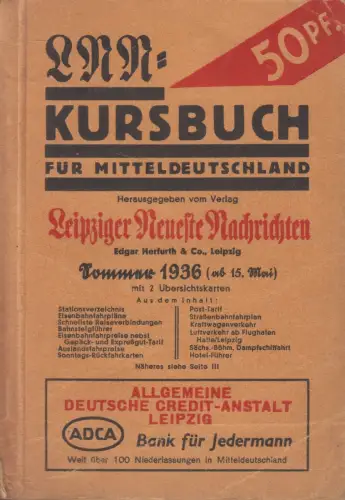 LNN=
50 PF.
KURSBUCH
FÜR MITTELDEUTSCHLAND
Herausgegeben vom Verlag
Leipziger Neueste Nachrichten
Edgar Herfurth & Co., Leipzig
Sommer 1936 (ab 15. Mai)
mit 2 Übersichtskarten
Aus dem Inhalt:
Stationsverzeichnis
Eisenbahnfahrpläne
Schnellste Reiseverbindungen
Bahnsteigführer
Eisenbahnfahrpreise nebst
Gepäck- und Expreßgut-Tarif
Auslandsfahrpreise
Sonntags-Rückfahrkarten
Post-Tarif
Straßenbahnfahrplan
Kraftwagenverkehr
Luftverkehr ab Flughafen
Halle/Leipzig
Sächs.-Böhm. Dampfschiffahrt
Hotel-Führer
Näheres siehe Seite III
ALLGEMEINE
DEUTSCHE CREDIT-ANSTALT
LEIPZIG
ADCA
Bank für Jedermann
Weit über 100 Niederlassungen in Mitteldeutschland